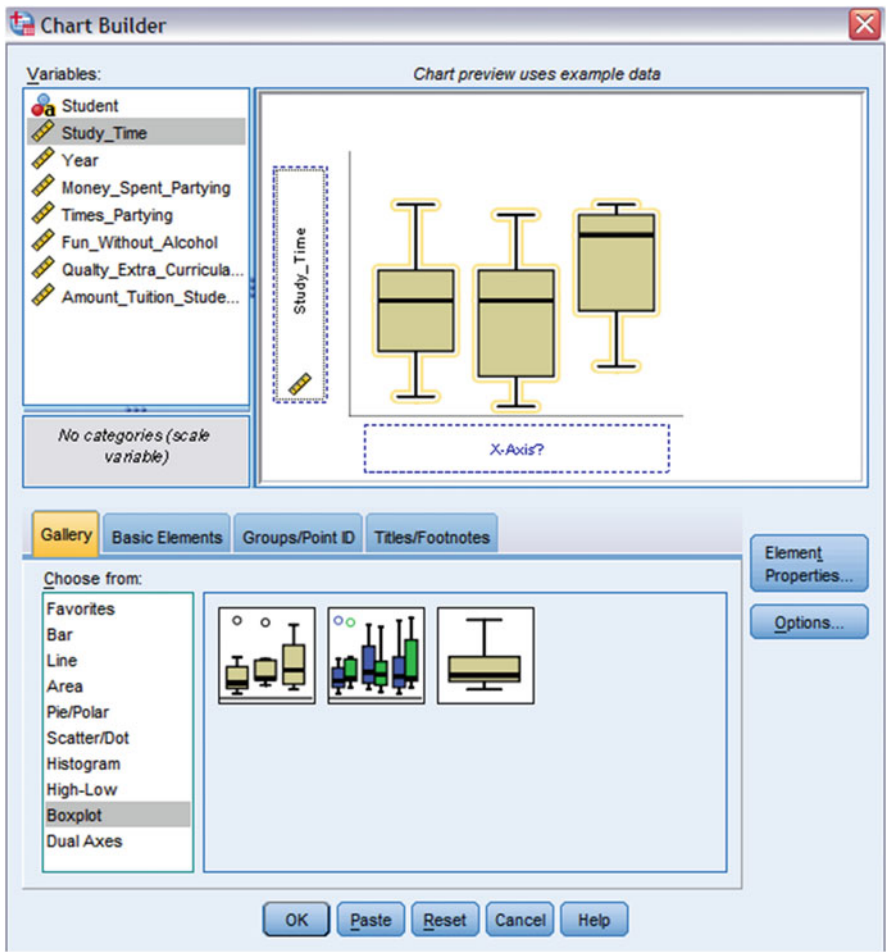 Chart Builder
Variables:
Chart preview uses example data
a Student
Study_Time
Year
Money_Spent_Partying
Times_Partying
Fun_Without_Alcohol
Qualty_Extra_Curricula...
Amount_Tuition_Stude...
No categories (scale
variable)
Study_Time
X-Axis?
Gallery
Basic Elements
Groups/Point ID
Titles/Footnotes
Choose from:
Favorites
Bar
Line
Area
Pie/Polar
Scatter/Dot
Histogram
High-Low
Boxplot
Dual Axes
Element
Properties...
Options...
OK
Paste
Reset
Cancel
Help